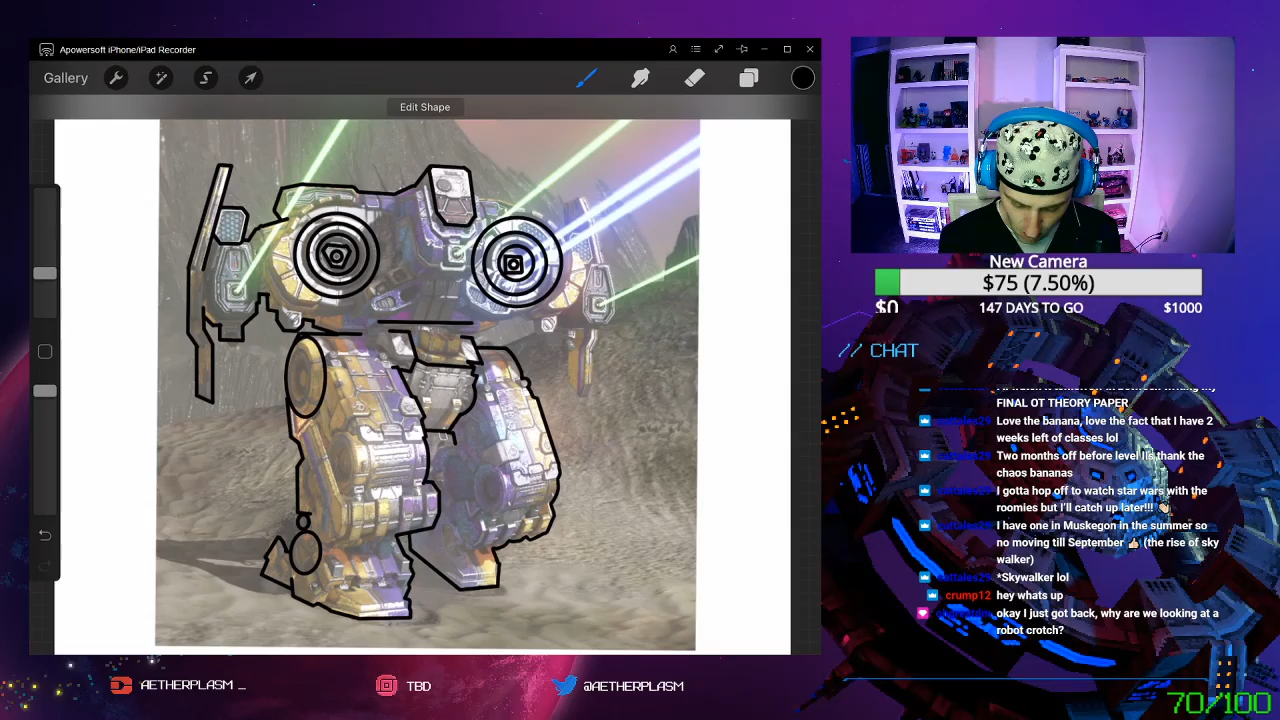 Apowersoft iPhone/iPad Recorder
Gallery
Edit Shape
New Camera
$75 (7.50%)
$0
147 DAYS TO GO
$1000
// CHAT
FINAL OT THEORY PAPER
Love the banana, love the fact that I have 2
weeks left of classes lol
Two months off before level IIs thank the
chaos bananas
I gotta hop off to watch star wars with the
roomies but I'll catch up later!!! 👏🏻
I have one in Muskegon in the summer so
no moving till September 👍🏻 (the rise of sky
walker)
*Skywalker lol
crump12 hey whats up
okay I just got back, why are we looking at a
robot crotch?
AETHERPLASM _
TBD
@AETHERPLASM
70/100